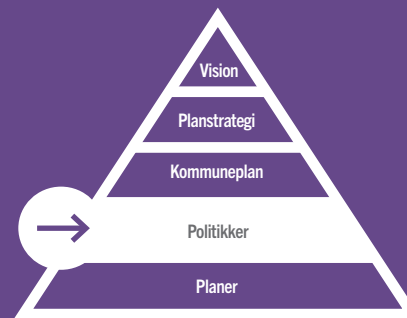 Vision
Planstrategi
Kommuneplan
Politikker
Planer